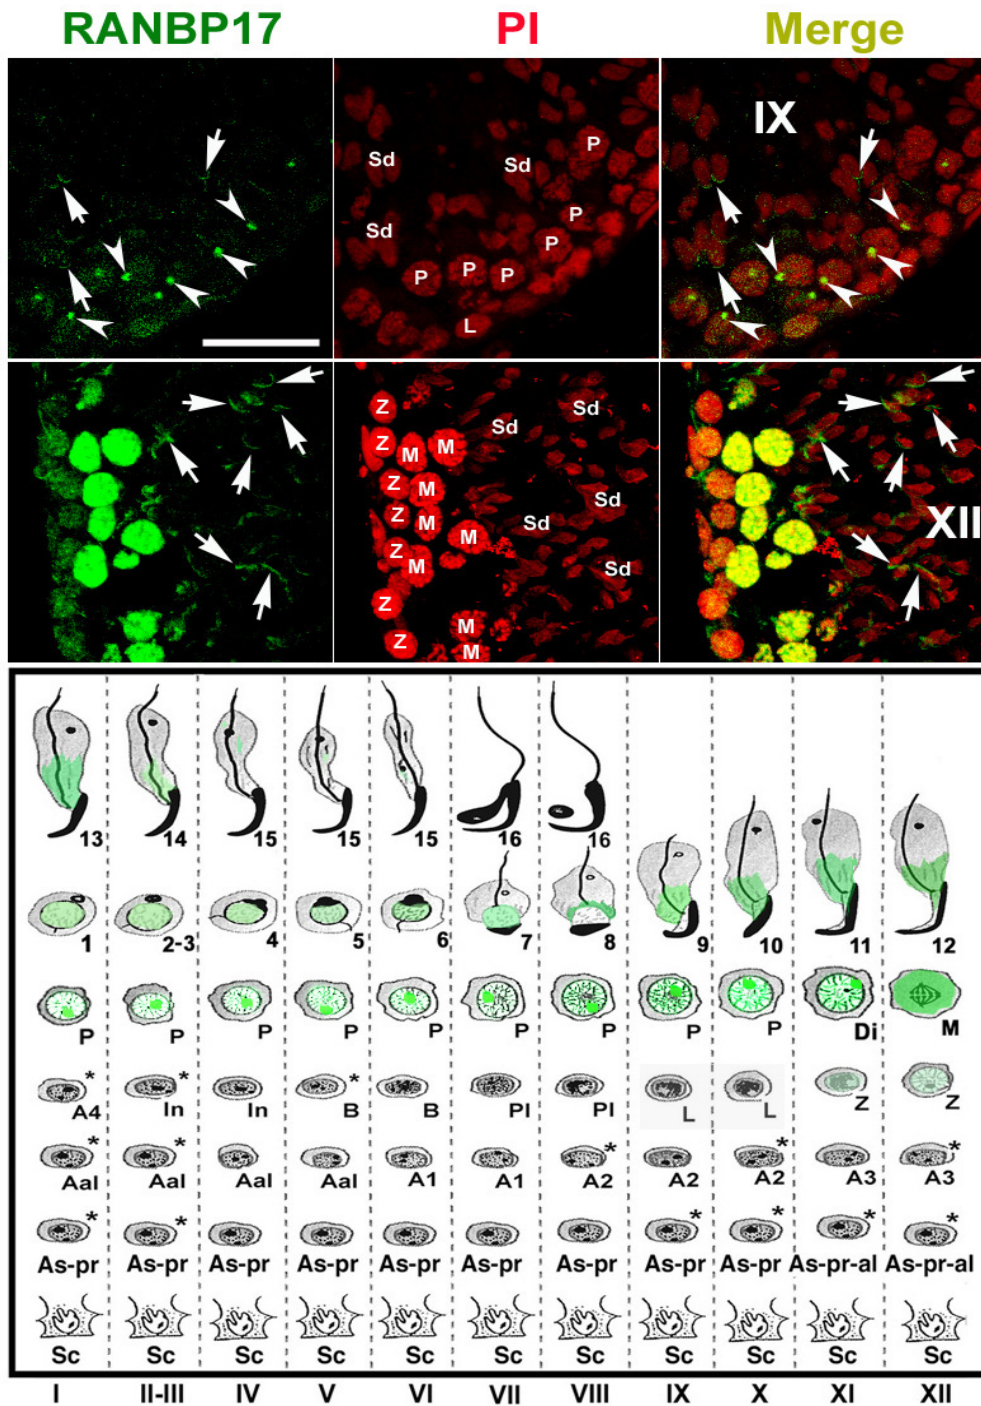 RANBP17 PI Merge
IX
P
Sd Sd
P
Sd P
P P P
L
Z Sd Sd
Z M M
Z M
Sd
Z M Sd
M
XII
Z M
Sd
Z
M
Z M
13 14 15 15 15 16 16
1 2-3 4 5 6 7 8 9 10 11 12
P P P P P P P P P Di M
A4* In* In B* B Pl Pl L L Z Z
Aal* Aal* Aal Aal A1 A1 A2* A2 A2* A3 A3*
As-pr* As-pr* As-pr As-pr As-pr As-pr As-pr As-pr* As-pr* As-pr-al* As-pr-al*
Sc Sc Sc Sc Sc Sc Sc Sc Sc Sc Sc
I II-III IV V VI VII VIII IX X XI XII